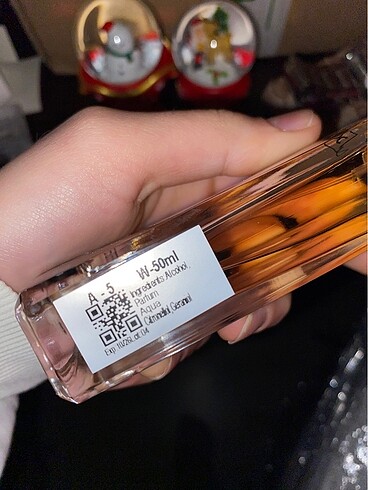 A - 5 W-50ml
Ingredients: Alcohol,
Parfum
Aqua
Citronellol, Geraniol